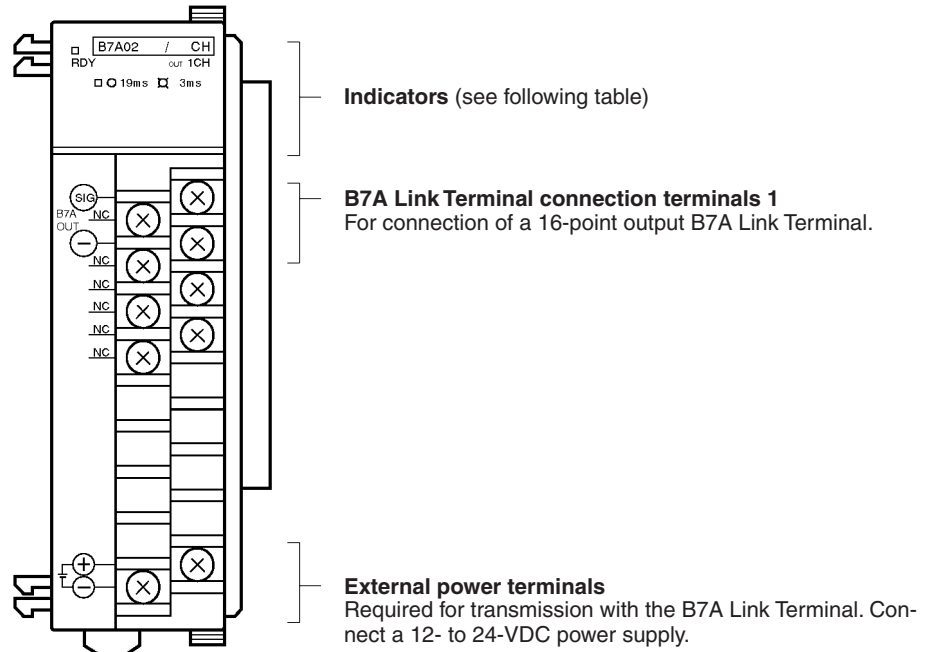 B7A02 / CH
RDY OUT 1CH
19ms 3ms
Indicators (see following table)
SIG
B7A NC
OUT
NC
NC
NC
NC
NC
B7A Link Terminal connection terminals 1
For connection of a 16-point output B7A Link Terminal.
External power terminals
Required for transmission with the B7A Link Terminal. Con-
nect a 12- to 24-VDC power supply.